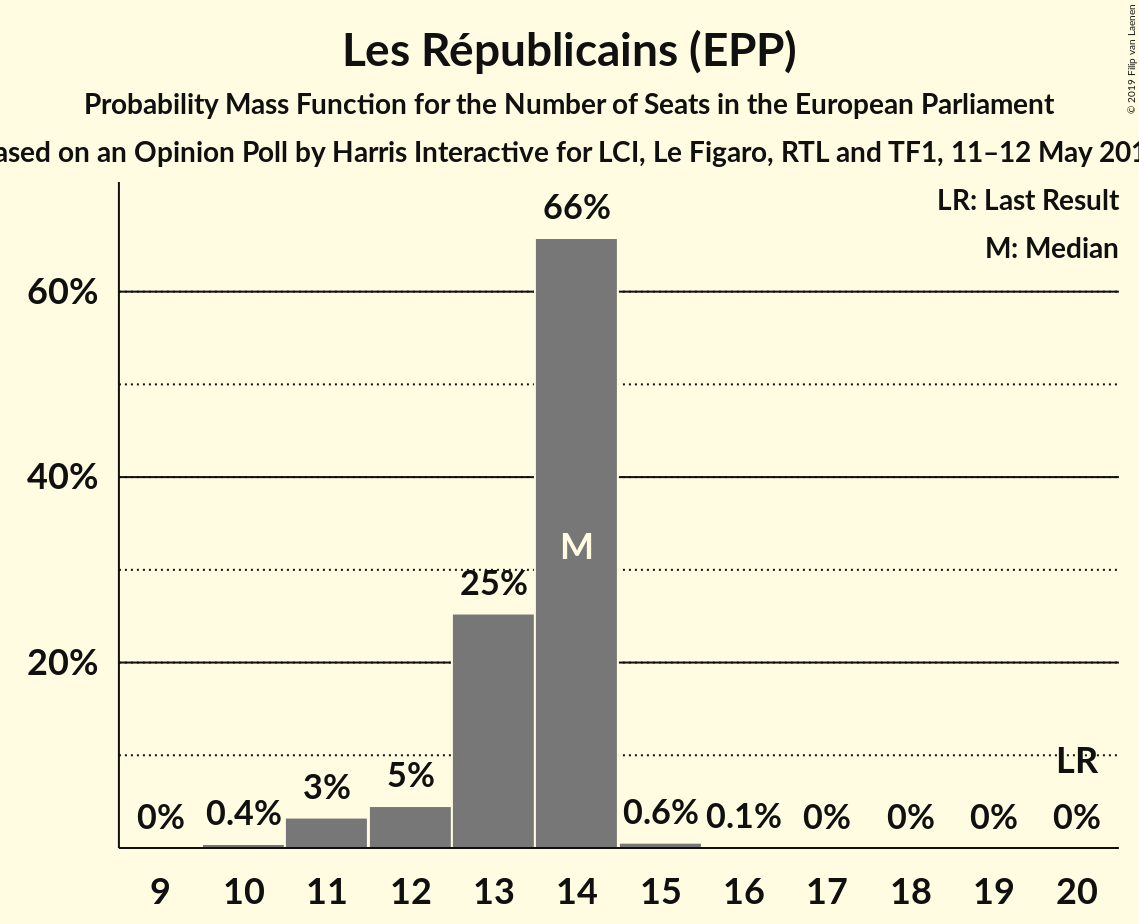 Les Républicains (EPP)
Probability Mass Function for the Number of Seats in the European Parliament
ased on an Opinion Poll by Harris Interactive for LCI, Le Figaro, RTL and TF1, 11–12 May 201
© 2019 Filip van Laenen
LR: Last Result
M: Median
66%
60%
40%
M
25%
20%
LR
5%
3%
0% 0.4% 0.6% 0.1% 0% 0% 0% 0%
9 10 11 12 13 14 15 16 17 18 19 20